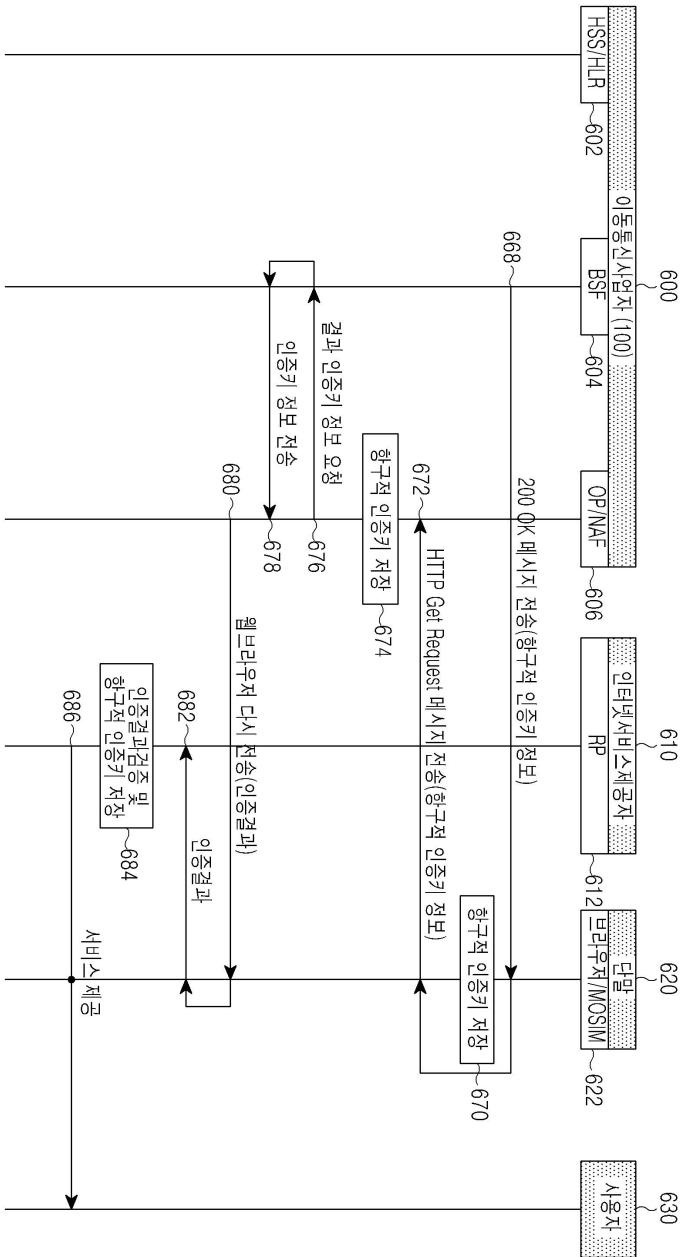 600
이동통신사업자 (100)
HSS/HLR
602
BSF
604
OP/NAF
606
610
인터넷서비스제공자
RP
612
620
단말
브라우저/MOSIM
622
630
사용자
668
200 OK 메시지 전송(항구적 인증키 정보)
항구적 인증키 저장
670
672
HTTP Get Request 메시지 전송(항구적 인증키 정보)
항구적 인증키 저장
674
결과 인증키 정보 요청
676
인증키 정보 전송
678
680
웹브라우저 다시 전송(인증결과)
682
인증결과
인증결과검증 및
항구적 인증키 저장
684
686
서비스 제공